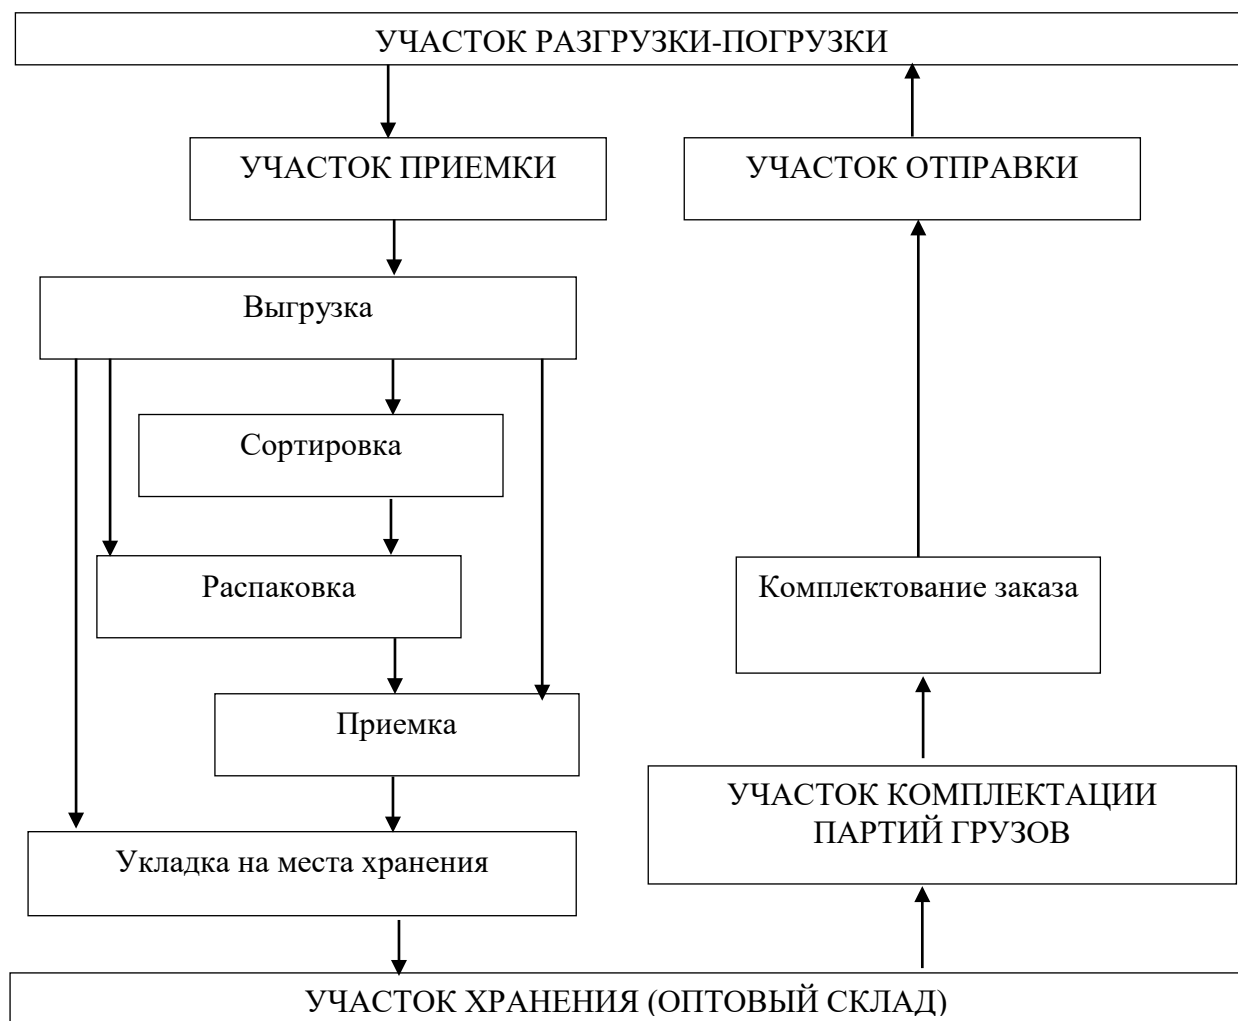 УЧАСТОК РАЗГРУЗКИ-ПОГРУЗКИ
УЧАСТОК ПРИЕМКИ
УЧАСТОК ОТПРАВКИ
Выгрузка
Сортировка
Распаковка
Комплектование заказа
Приемка
УЧАСТОК КОМПЛЕКТАЦИИ
ПАРТИЙ ГРУЗОВ
Укладка на места хранения
УЧАСТОК ХРАНЕНИЯ (ОПТОВЫЙ СКЛАД)